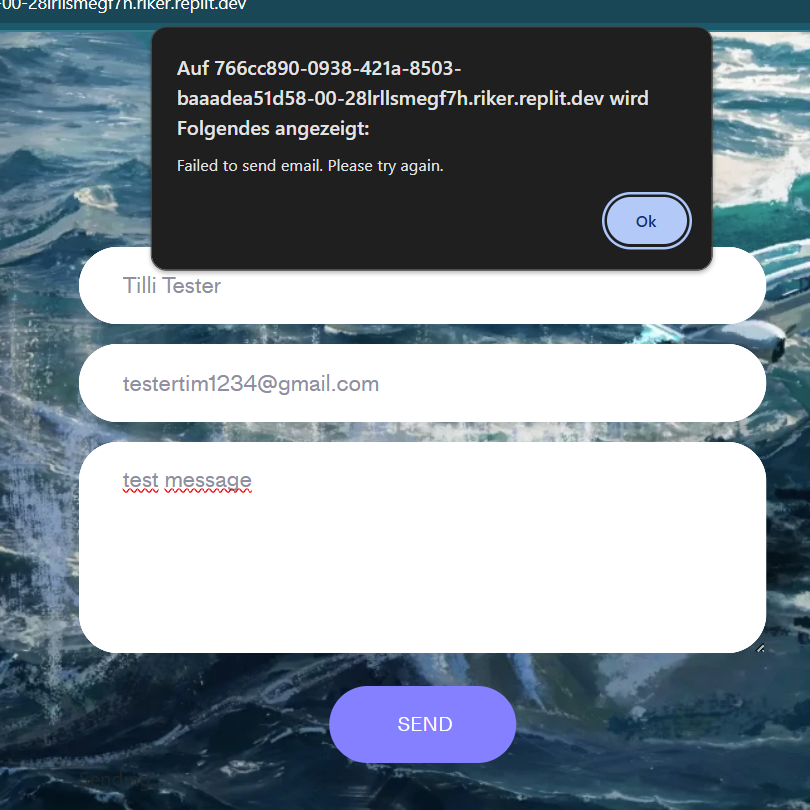 -00-28lrllsmegf7h.riker.replit.dev
Auf 766cc890-0938-421a-8503-
baaadea51d58-00-28lrllsmegf7h.riker.replit.dev wird
Folgendes angezeigt:
Failed to send email. Please try again.
Ok
Tilli Tester
testertim1234@gmail.com
test message
SEND